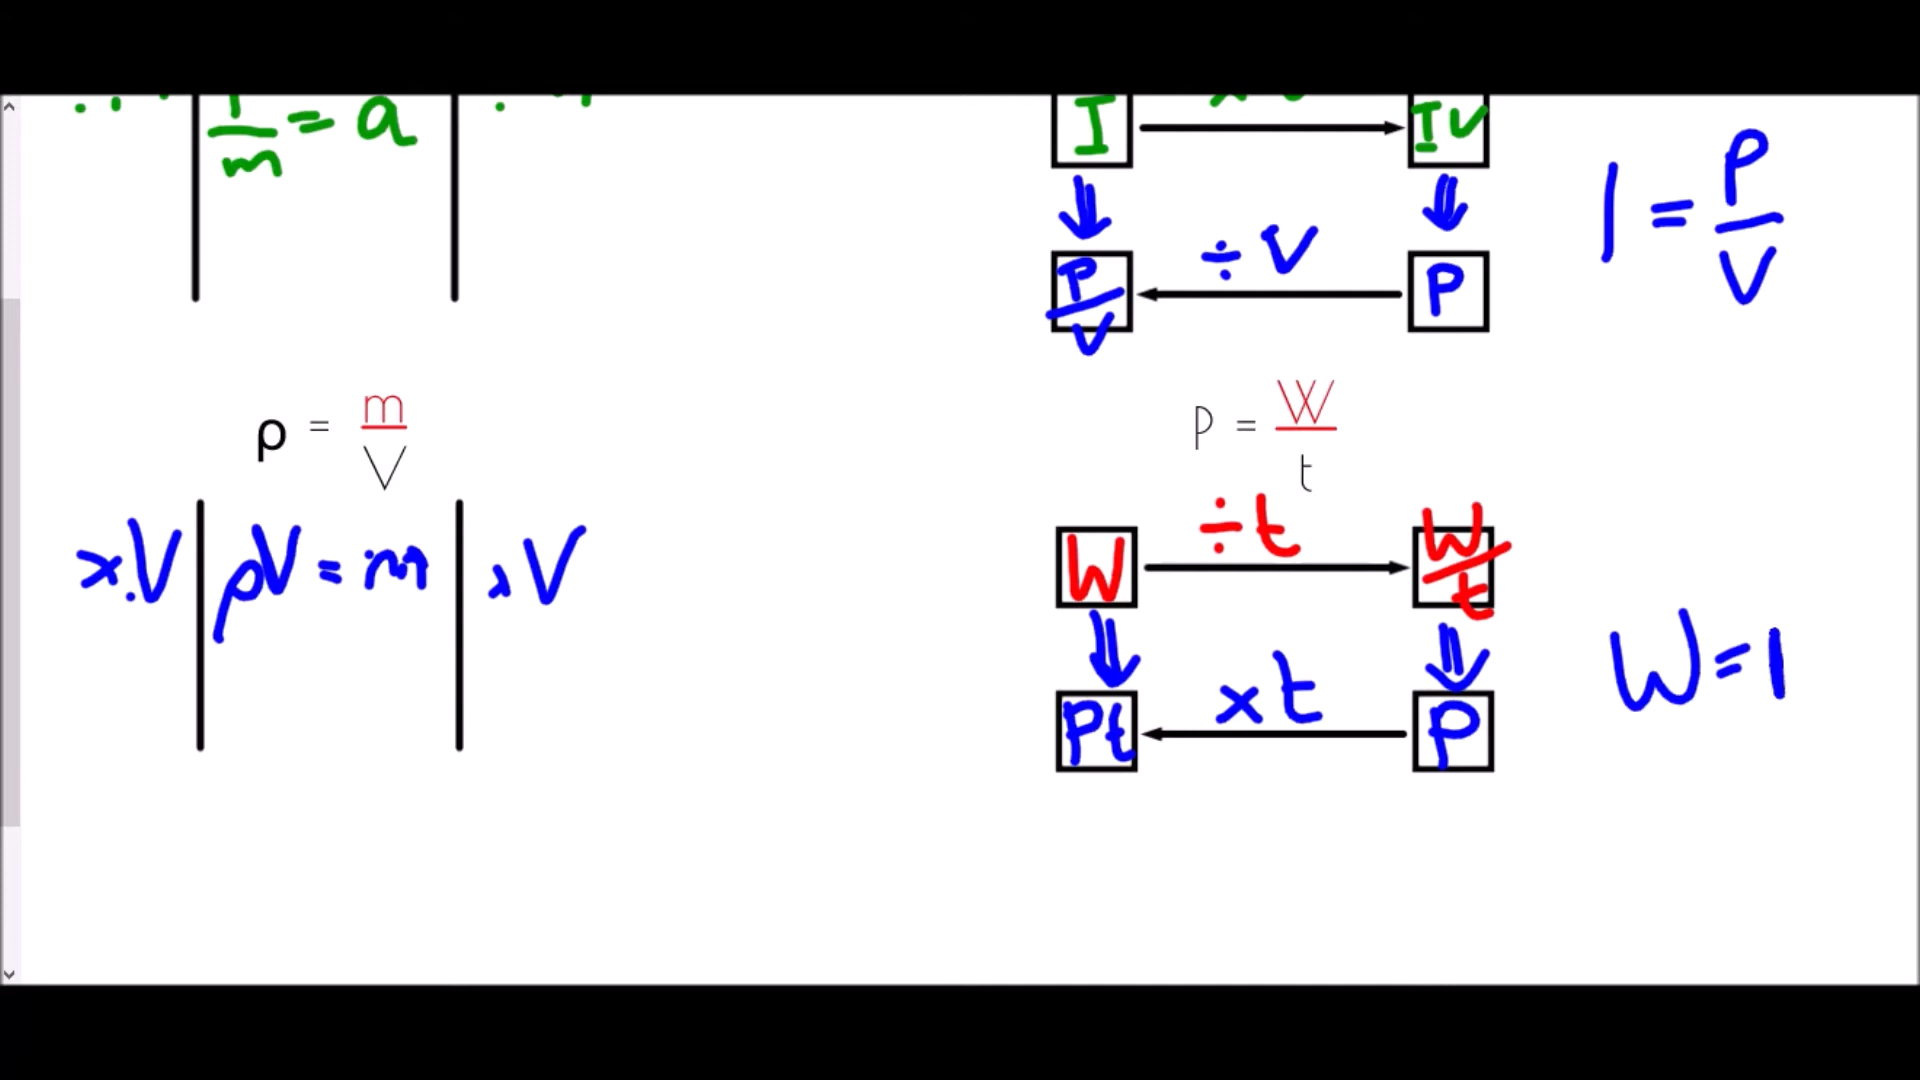 F/m = a
I
IV
÷ V
P/V
P
I = P/V
ρ = m/V
×V | ρV = m | ×V
P = W/t
÷ t
W
W/t
× t
Pt
P
W = I